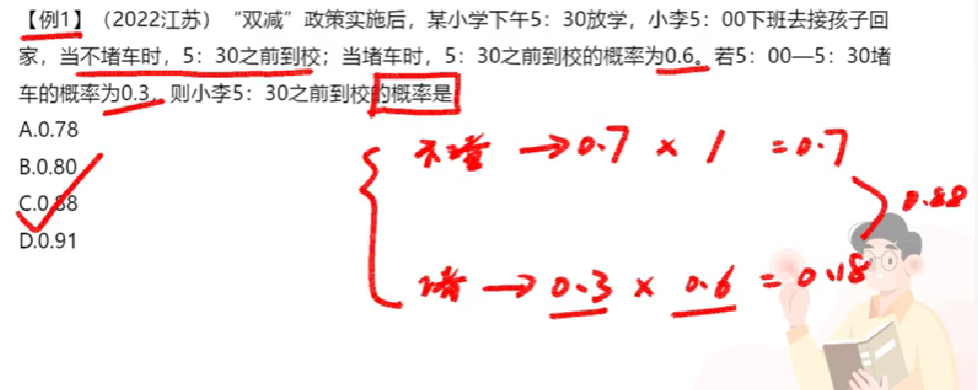 【例1】（2022江苏）“双减”政策实施后，某小学下午5：30放学，小李5：00下班去接孩子回
家，当不堵车时，5：30之前到校；当堵车时，5：30之前到校的概率为0.6。若5：00—5：30堵
车的概率为0.3，则小李5：30之前到校的概率是
A.0.78
B.0.80
C.0.88
D.0.91
不堵 → 0.7 × 1 = 0.7
0.88
堵 → 0.3 × 0.6 = 0.18